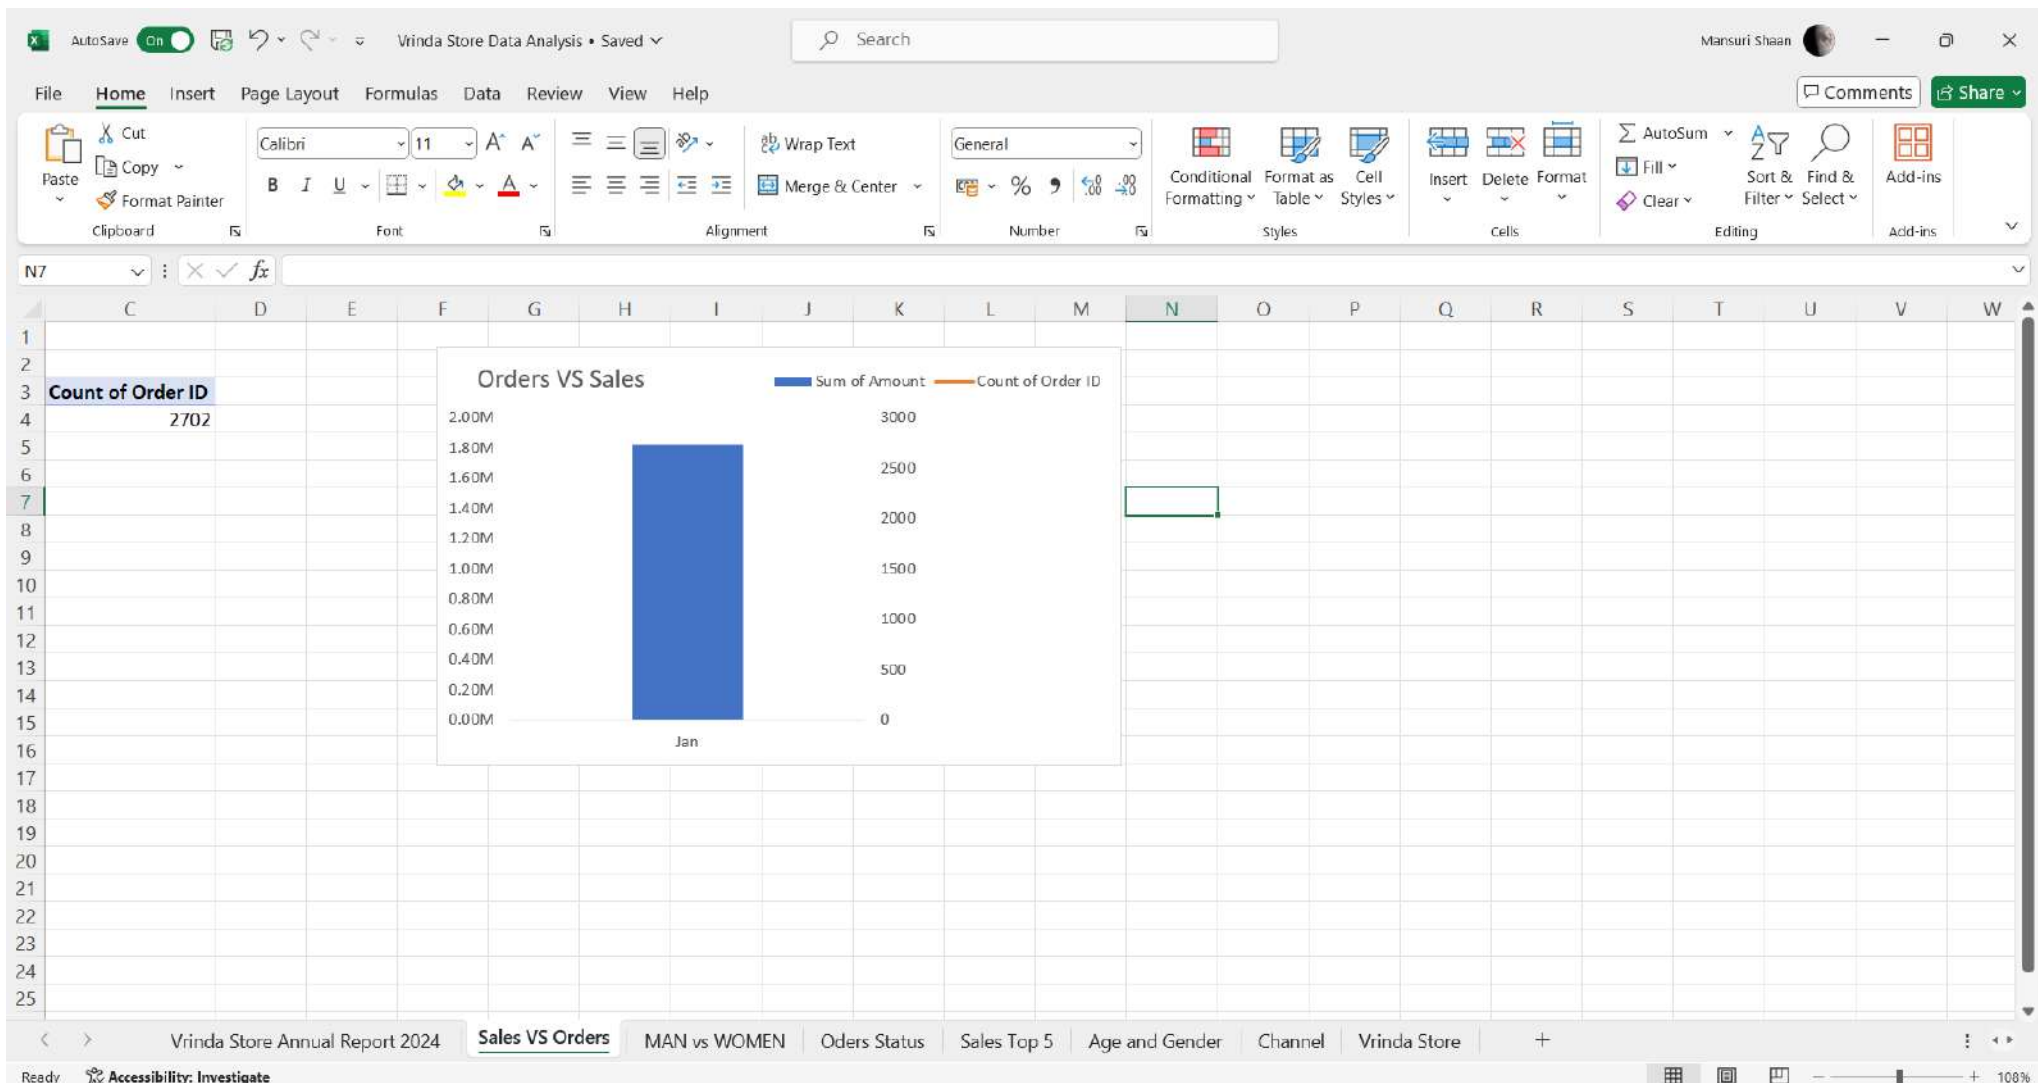 AutoSave On Vrinda Store Data Analysis • Saved Search Mansuri Shaan
File Home Insert Page Layout Formulas Data Review View Help Comments Share
Paste Cut Copy Format Painter Clipboard
Calibri 11 A A B I U A Font
Wrap Text Merge & Center Alignment
General % Number
Conditional Formatting Format as Table Cell Styles Styles
Insert Delete Format Cells
AutoSum Fill Clear Sort & Filter Find & Select Editing
Add-ins Add-ins
N7 fx
C D E F G H I J K L M N O P Q R S T U V W
1
2
3 Count of Order ID
4 2702
5
6
7
8
9
10
11
12
13
14
15
16
17
18
19
20
21
22
23
24
25
Orders VS Sales Sum of Amount Count of Order ID
2.00M 3000
1.80M
1.60M 2500
1.40M 2000
1.20M
1.00M 1500
0.80M
0.60M 1000
0.40M 500
0.20M
0.00M 0
Jan
Vrinda Store Annual Report 2024 Sales VS Orders MAN vs WOMEN Oders Status Sales Top 5 Age and Gender Channel Vrinda Store
Ready Accessibility: Investigate 108%